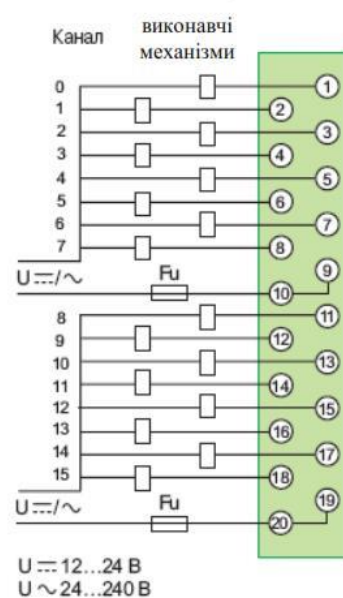 Канал
виконавчі
механізми
0 1
1 2
2 3
3 4
4 5
5 6
6 7
7 8
U ⎓/∼ Fu 9
10
8 11
9 12
10 13
11 14
12 15
13 16
14 17
15 18
U ⎓/∼ Fu 19
20
U ⎓ 12...24 В
U ∼ 24...240 В